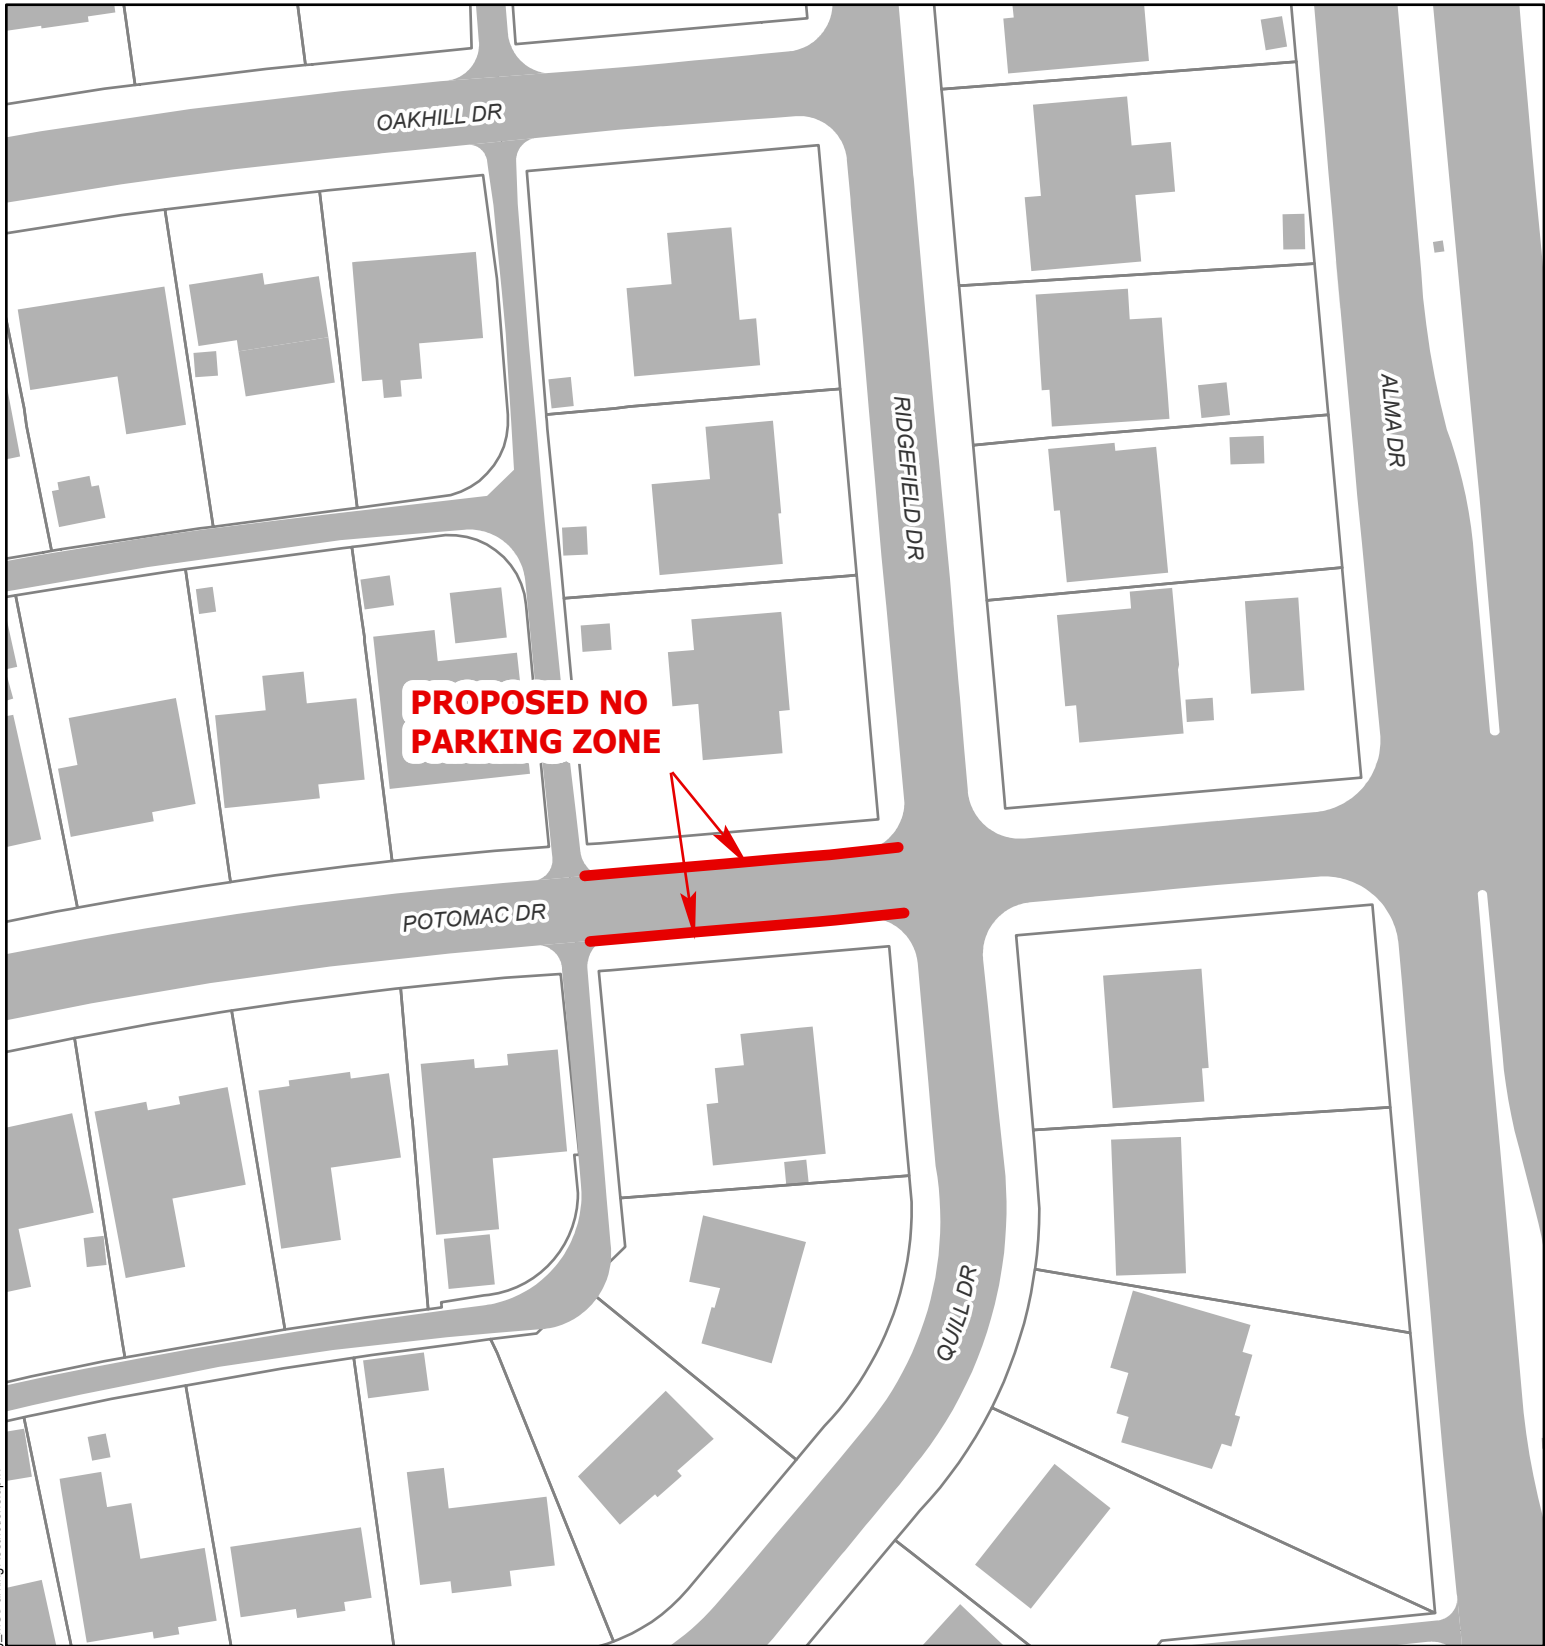 OAKHILL DR
RIDGEFIELD DR
ALMA DR
PROPOSED NO
PARKING ZONE
POTOMAC DR
QUILL DR